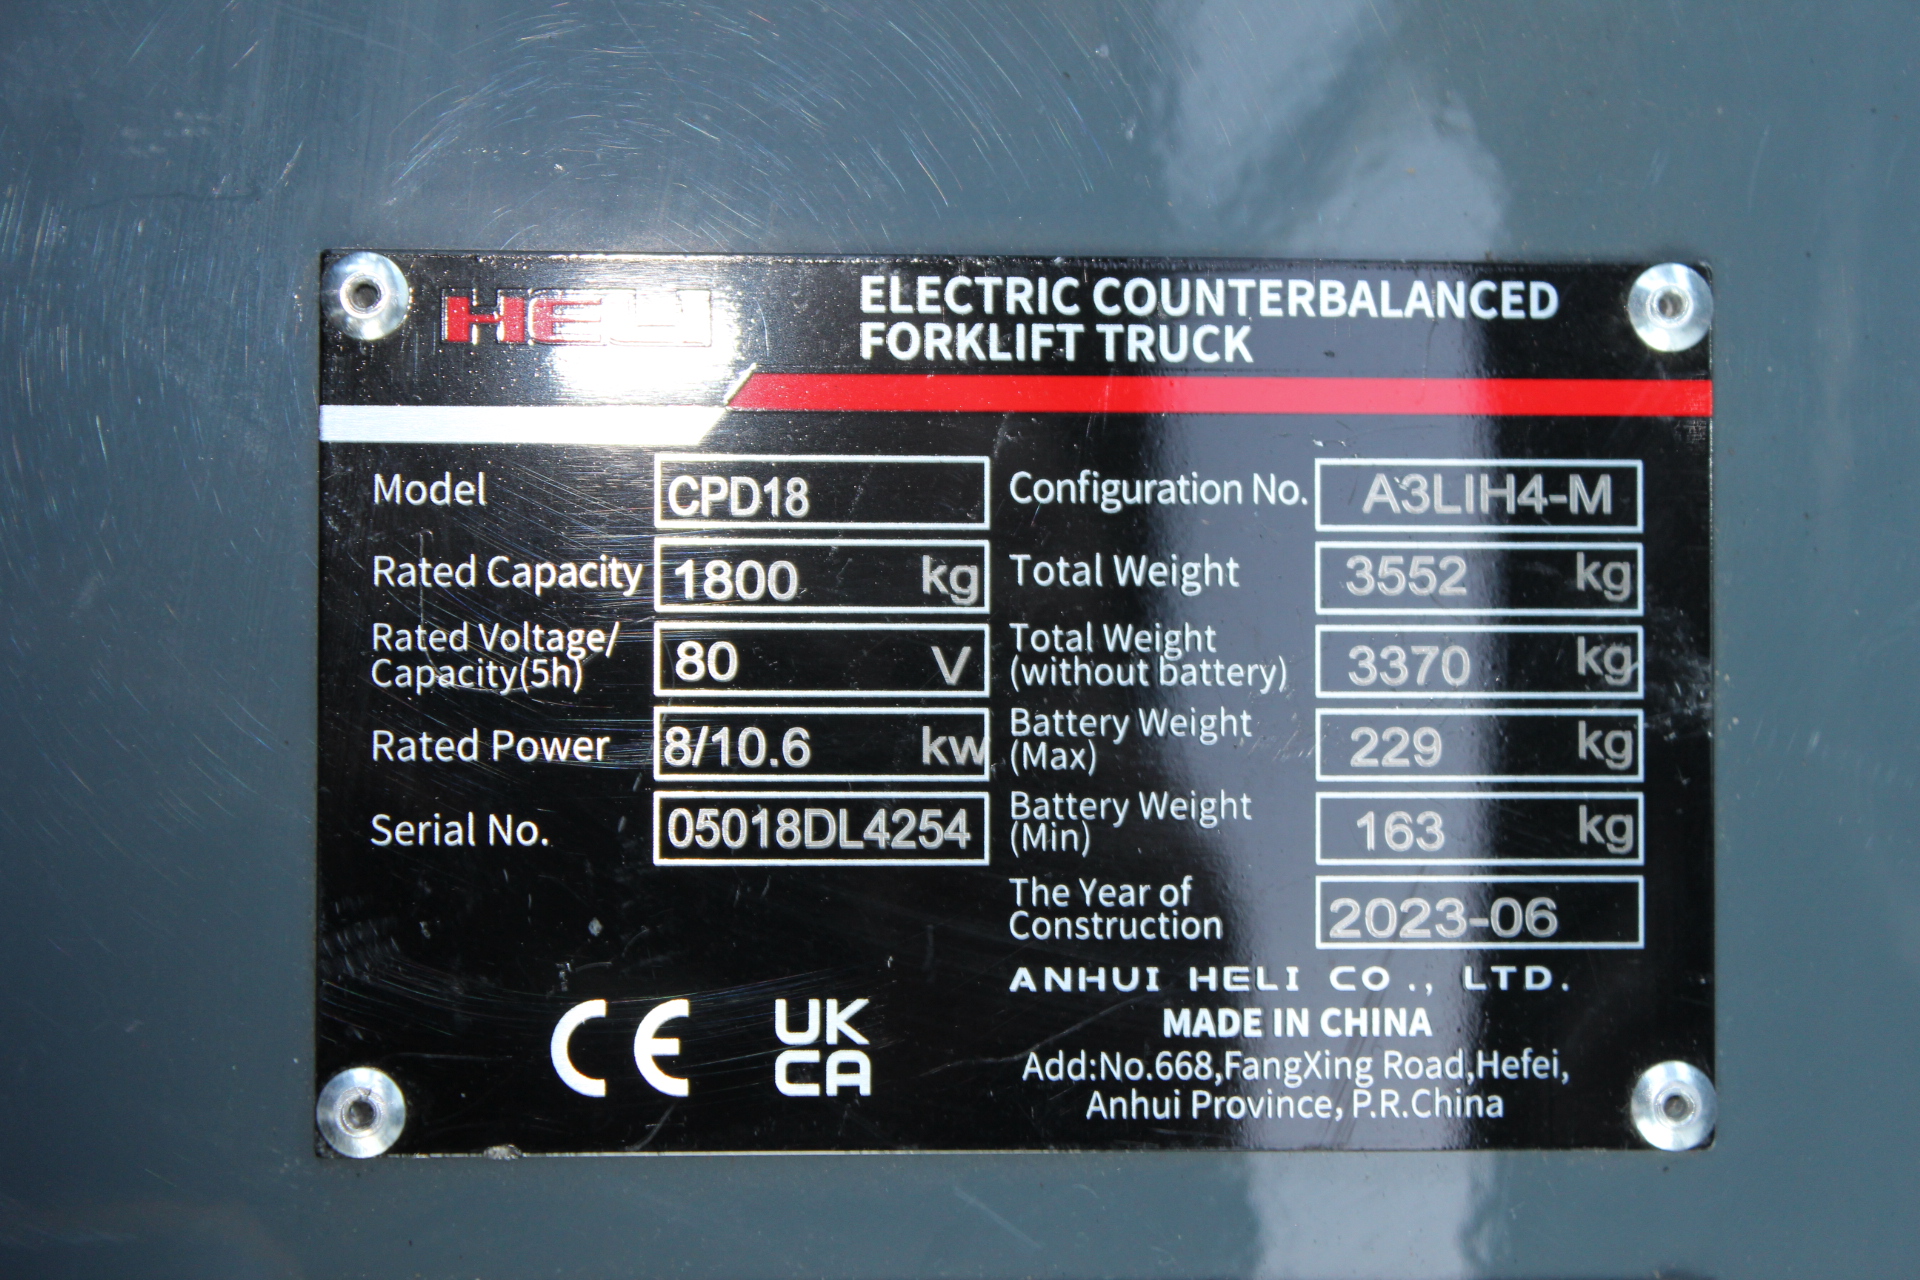 HELI
ELECTRIC COUNTERBALANCED
FORKLIFT TRUCK
Model CPD18
Rated Capacity 1800 kg
Rated Voltage/
Capacity(5h) 80 V
Rated Power 8/10.6 kw
Serial No. 05018DL4254
Configuration No. A3LIH4-M
Total Weight 3552 kg
Total Weight
(without battery) 3370 kg
Battery Weight
(Max) 229 kg
Battery Weight
(Min) 163 kg
The Year of
Construction 2023-06
ANHUI HELI CO., LTD.
MADE IN CHINA
Add:No.668,FangXing Road,Hefei,
Anhui Province, P.R.China
CE
UK
CA